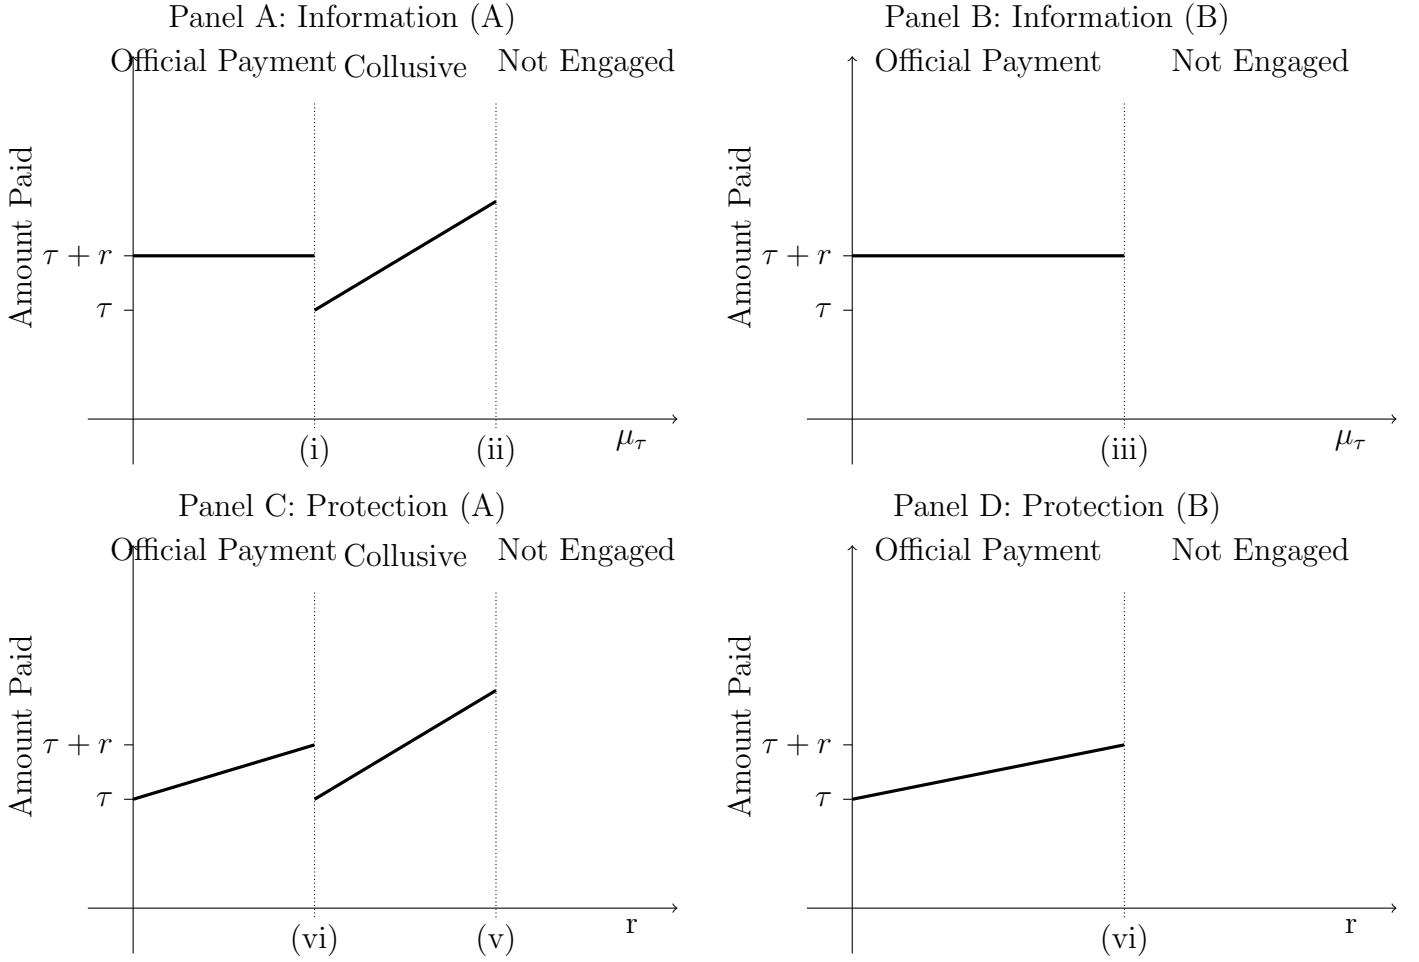 Panel A: Information (A)
Official Payment
Collusive
Not Engaged
Amount Paid
τ + r
τ
(i)
(ii)
μτ
Panel B: Information (B)
Official Payment
Not Engaged
Amount Paid
τ + r
τ
(iii)
μτ
Panel C: Protection (A)
Official Payment
Collusive
Not Engaged
Amount Paid
τ + r
τ
(vi)
(v)
r
Panel D: Protection (B)
Official Payment
Not Engaged
Amount Paid
τ + r
τ
(vi)
r